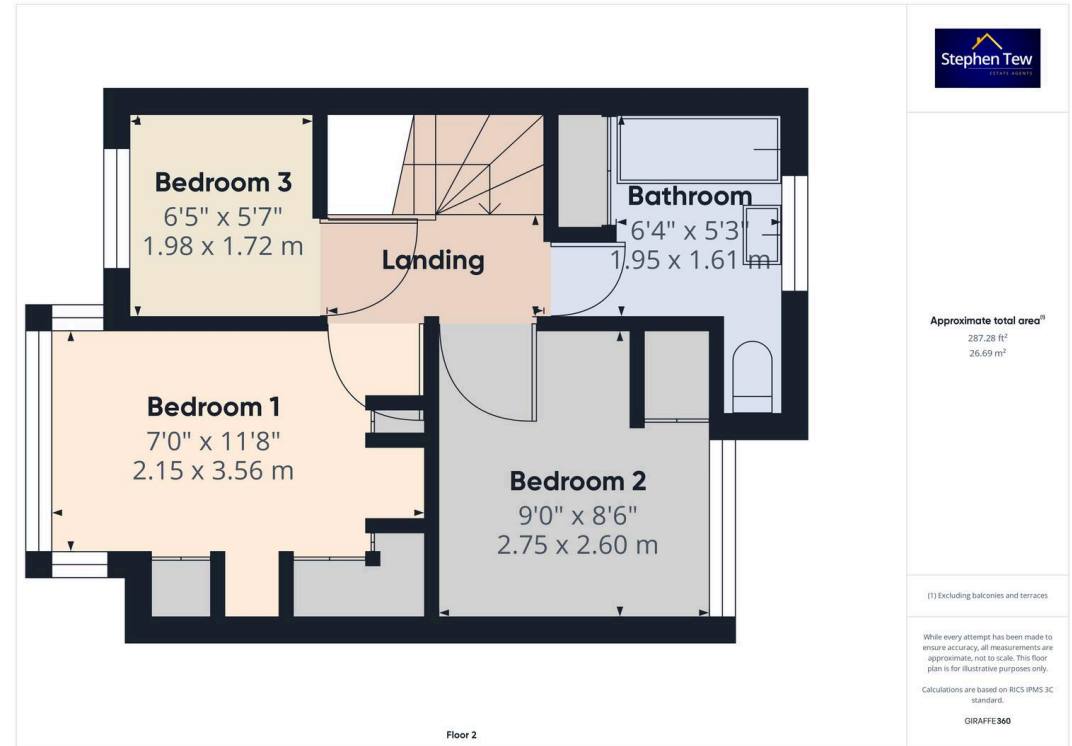 Bedroom 3
6'5" x 5'7"
1.98 x 1.72 m
Landing
Bathroom
6'4" x 5'3"
1.95 x 1.61 m
Bedroom 1
7'0" x 11'8"
2.15 x 3.56 m
Bedroom 2
9'0" x 8'6"
2.75 x 2.60 m
Floor 2
Stephen Tew
ESTATE AGENTS
Approximate total area(1)
287.28 ft²
26.69 m²
(1) Excluding balconies and terraces
While every attempt has been made to
ensure accuracy, all measurements are
approximate, not to scale. This floor
plan is for illustrative purposes only.
Calculations are based on RICS IPMS 3C
standard.
GIRAFFE360